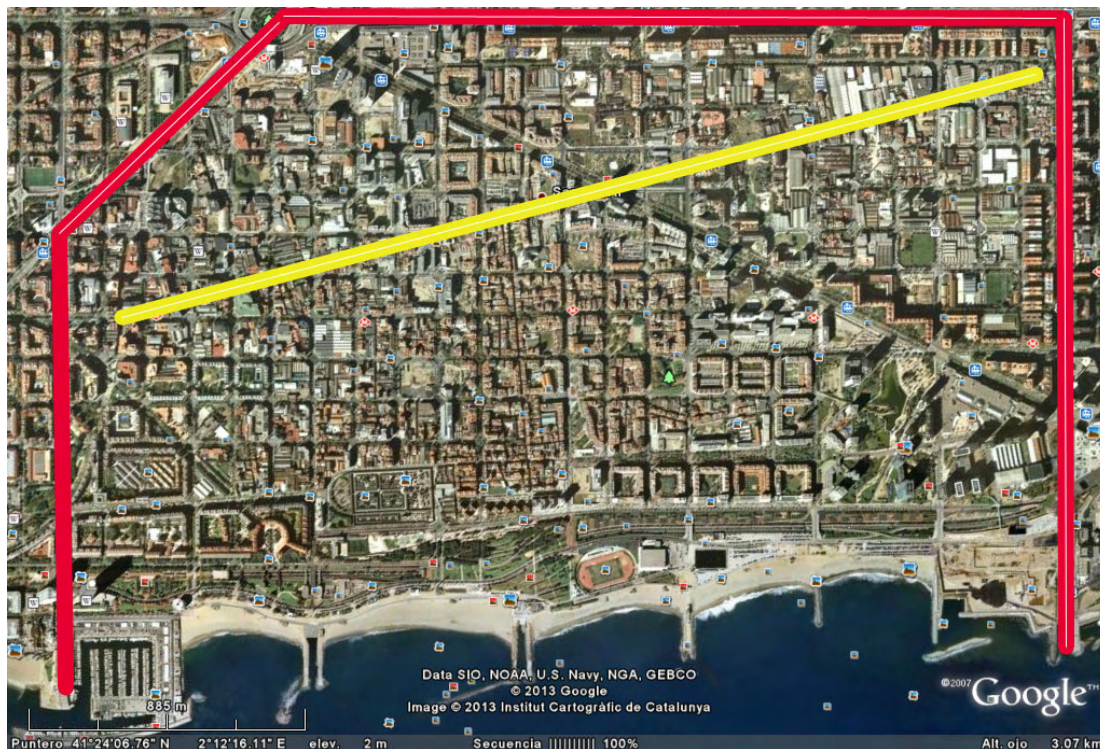 Data SIO, NOAA, U.S. Navy, NGA, GEBCO
© 2013 Google
Image © 2013 Institut Cartogràfic de Catalunya
©2007 Google™
885 m
Puntero 41°24'06.76" N 2°12'16.11" E elev. 2 m Secuencia |||||||||| 100% Alt. ojo 3.07 km